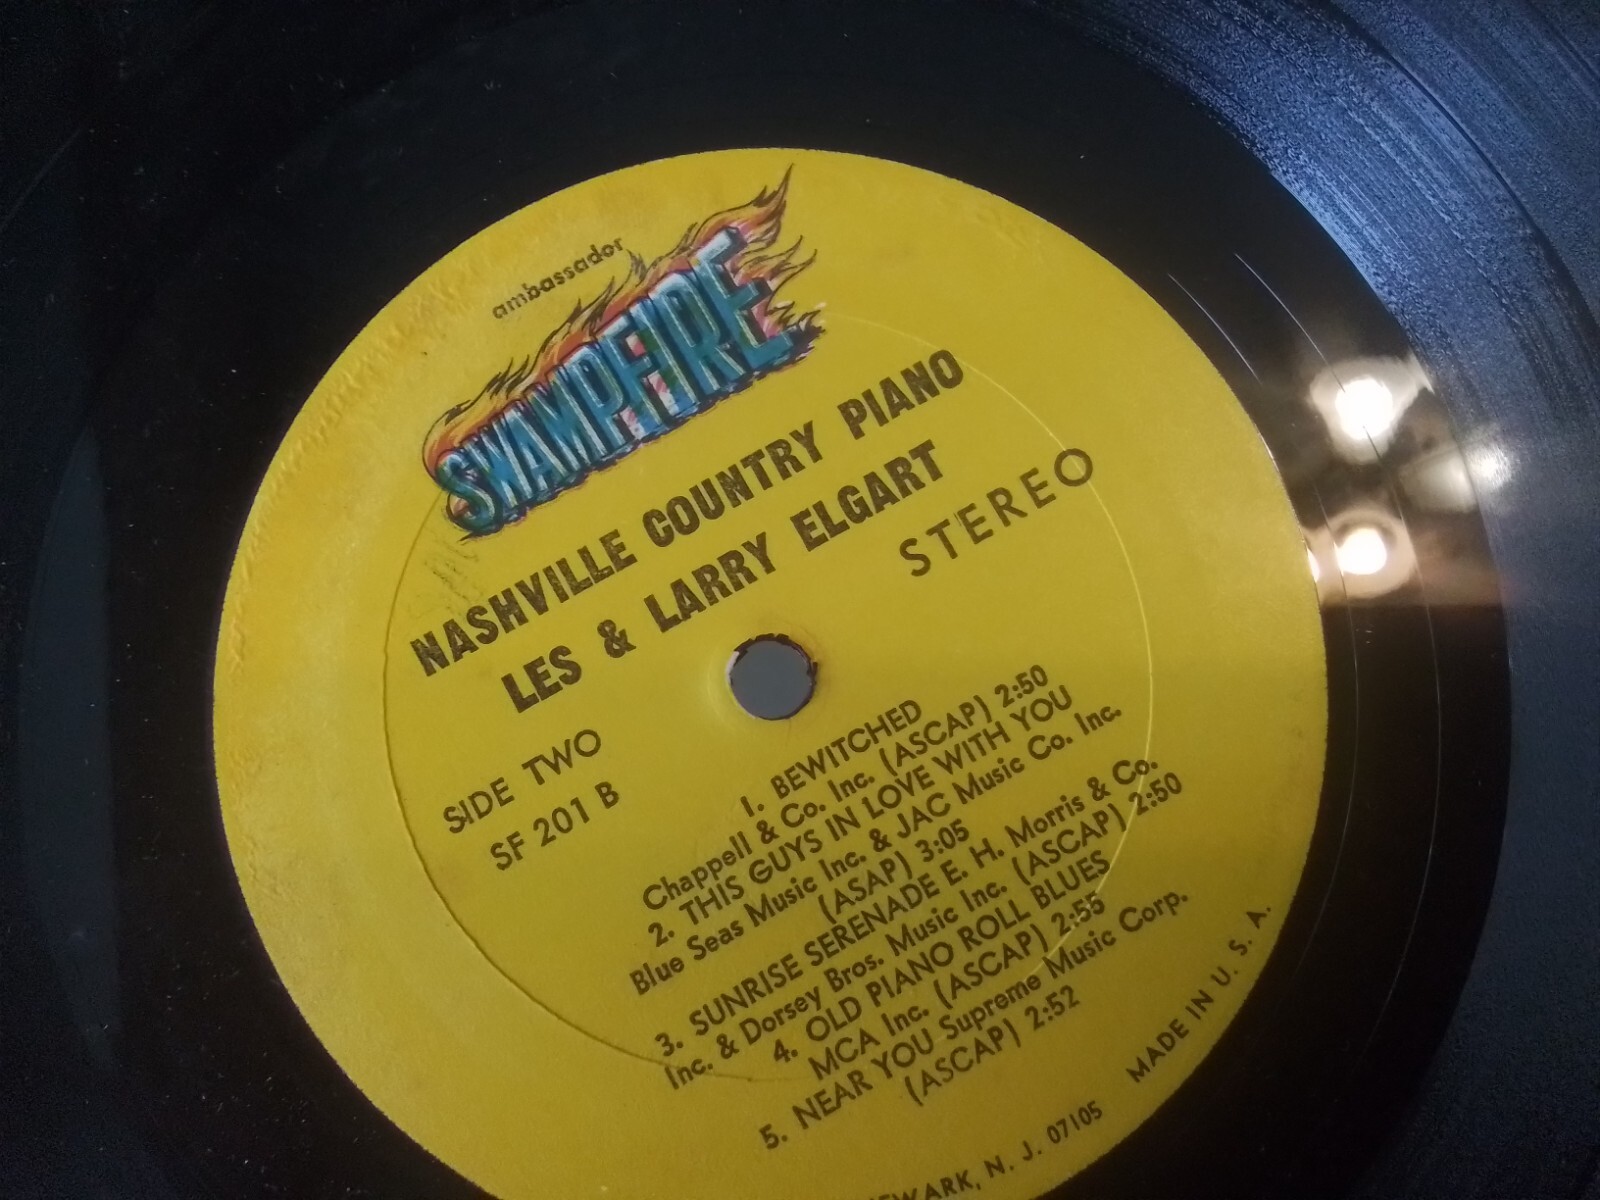 ambassador
SWAMPFIRE
NASHVILLE COUNTRY PIANO
LES & LARRY ELGART
STEREO
SIDE TWO
SF 201 B
1. BEWITCHED
Chappell & Co. Inc. (ASCAP) 2:50
2. THIS GUYS IN LOVE WITH YOU
Blue Seas Music Inc. & JAC Music Co. Inc.
(ASAP) 3:05
3. SUNRISE SERENADE E. H. Morris & Co.
Inc. & Dorsey Bros. Music Inc. (ASCAP) 2:50
4. OLD PIANO ROLL BLUES
MCA Inc. (ASCAP) 2:55
5. NEAR YOU Supreme Music Corp.
(ASCAP) 2:52
N. J. 07105
MADE IN U. S. A.